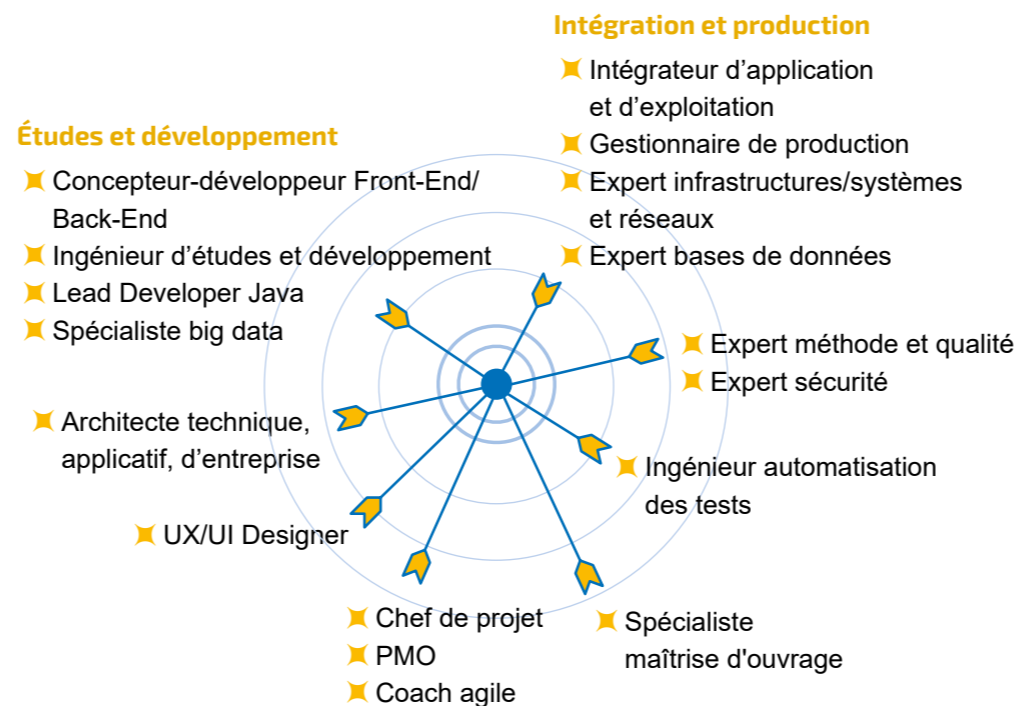 Intégration et production
Intégrateur d’application
et d’exploitation
Gestionnaire de production
Expert infrastructures/systèmes
et réseaux
Expert bases de données
Études et développement
Concepteur-développeur Front-End/
Back-End
Ingénieur d’études et développement
Lead Developer Java
Spécialiste big data
Expert méthode et qualité
Expert sécurité
Architecte technique,
applicatif, d’entreprise
Ingénieur automatisation
des tests
UX/UI Designer
Chef de projet
PMO
Coach agile
Spécialiste
maîtrise d'ouvrage